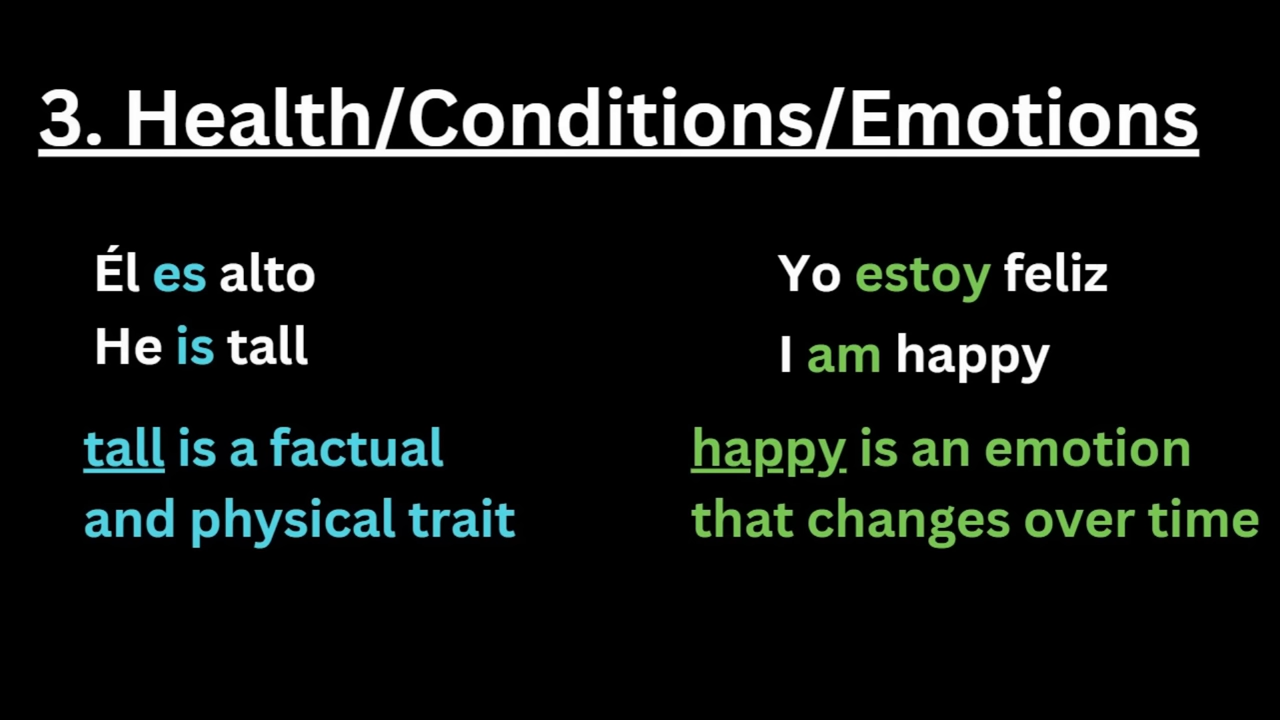 3. Health/Conditions/Emotions
Él es alto
He is tall
tall is a factual
and physical trait
Yo estoy feliz
I am happy
happy is an emotion
that changes over time